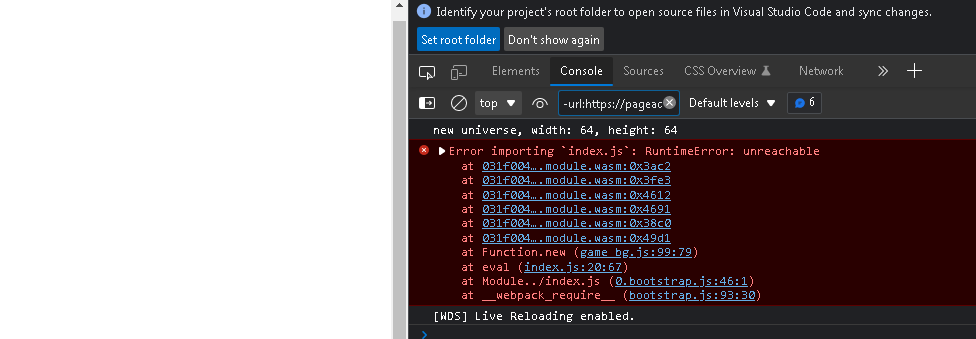 Identify your project's root folder to open source files in Visual Studio Code and sync changes.
Set root folder Don't show again
Elements Console Sources CSS Overview Network
top -url:https://pageac Default levels 6
new universe, width: 64, height: 64
Error importing `index.js`: RuntimeError: unreachable
at 031f004….module.wasm:0x3ac2
at 031f004….module.wasm:0x3fe3
at 031f004….module.wasm:0x4612
at 031f004….module.wasm:0x4691
at 031f004….module.wasm:0x38c0
at 031f004….module.wasm:0x49d1
at Function.new (game_bg.js:99:79)
at eval (index.js:20:67)
at Module../index.js (0.bootstrap.js:46:1)
at __webpack_require__ (bootstrap.js:93:30)
[WDS] Live Reloading enabled.